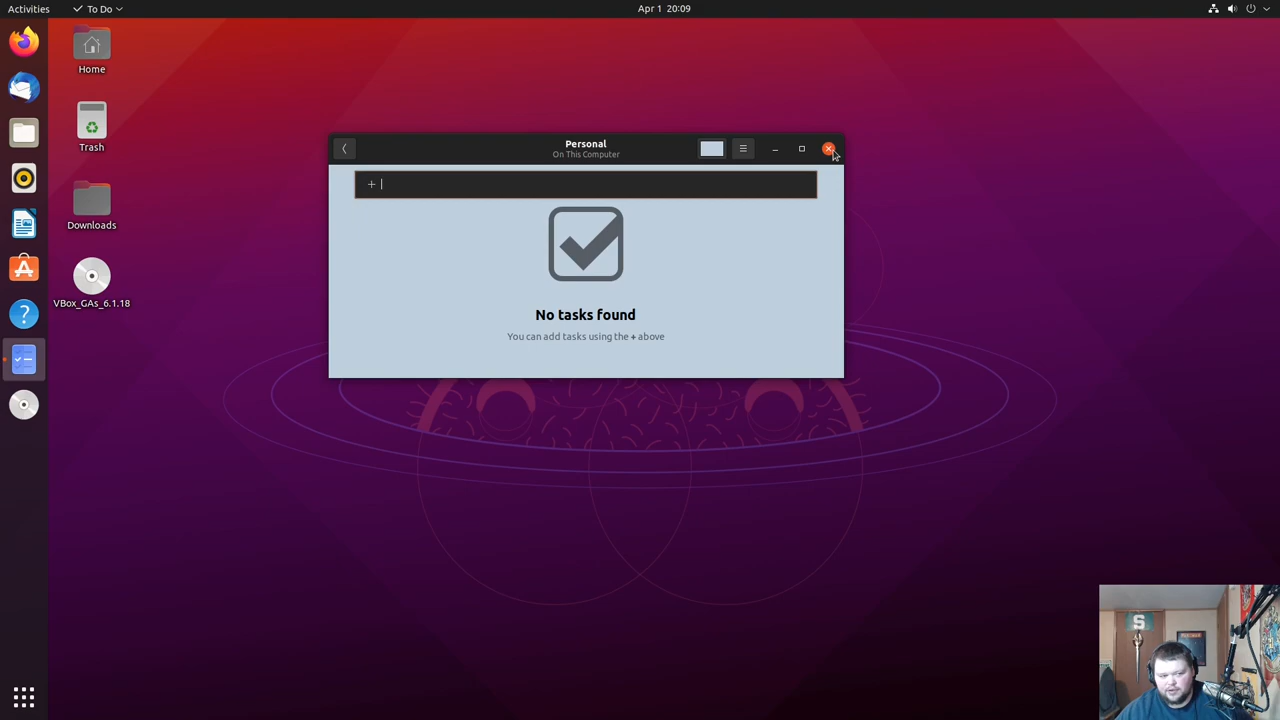 Activities
To Do
Apr 1 20:09
Home
Trash
Downloads
VBox_GAs_6.1.18
Personal
On This Computer
+
No tasks found
You can add tasks using the + above
S